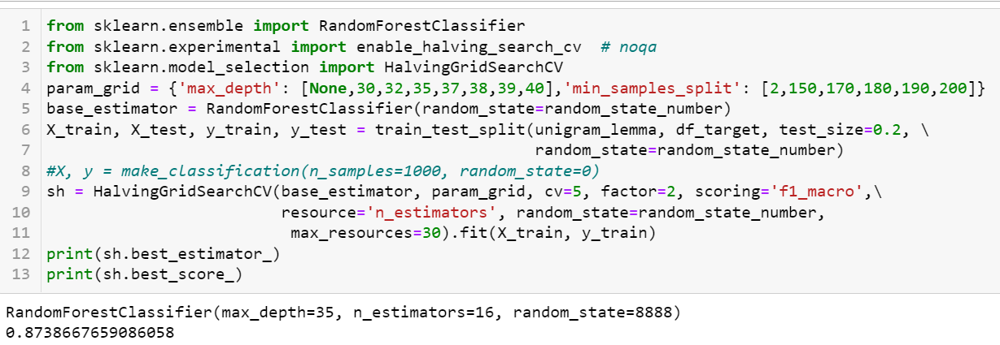 1 from sklearn.ensemble import RandomForestClassifier
2 from sklearn.experimental import enable_halving_search_cv  # noqa
3 from sklearn.model_selection import HalvingGridSearchCV
4 param_grid = {'max_depth': [None,30,32,35,37,38,39,40],'min_samples_split': [2,150,170,180,190,200]}
5 base_estimator = RandomForestClassifier(random_state=random_state_number)
6 X_train, X_test, y_train, y_test = train_test_split(unigram_lemma, df_target, test_size=0.2, \
7                                                     random_state=random_state_number)
8 #X, y = make_classification(n_samples=1000, random_state=0)
9 sh = HalvingGridSearchCV(base_estimator, param_grid, cv=5, factor=2, scoring='f1_macro',\
10                         resource='n_estimators', random_state=random_state_number,
11                          max_resources=30).fit(X_train, y_train)
12 print(sh.best_estimator_)
13 print(sh.best_score_)
RandomForestClassifier(max_depth=35, n_estimators=16, random_state=8888)
0.8738667659086058